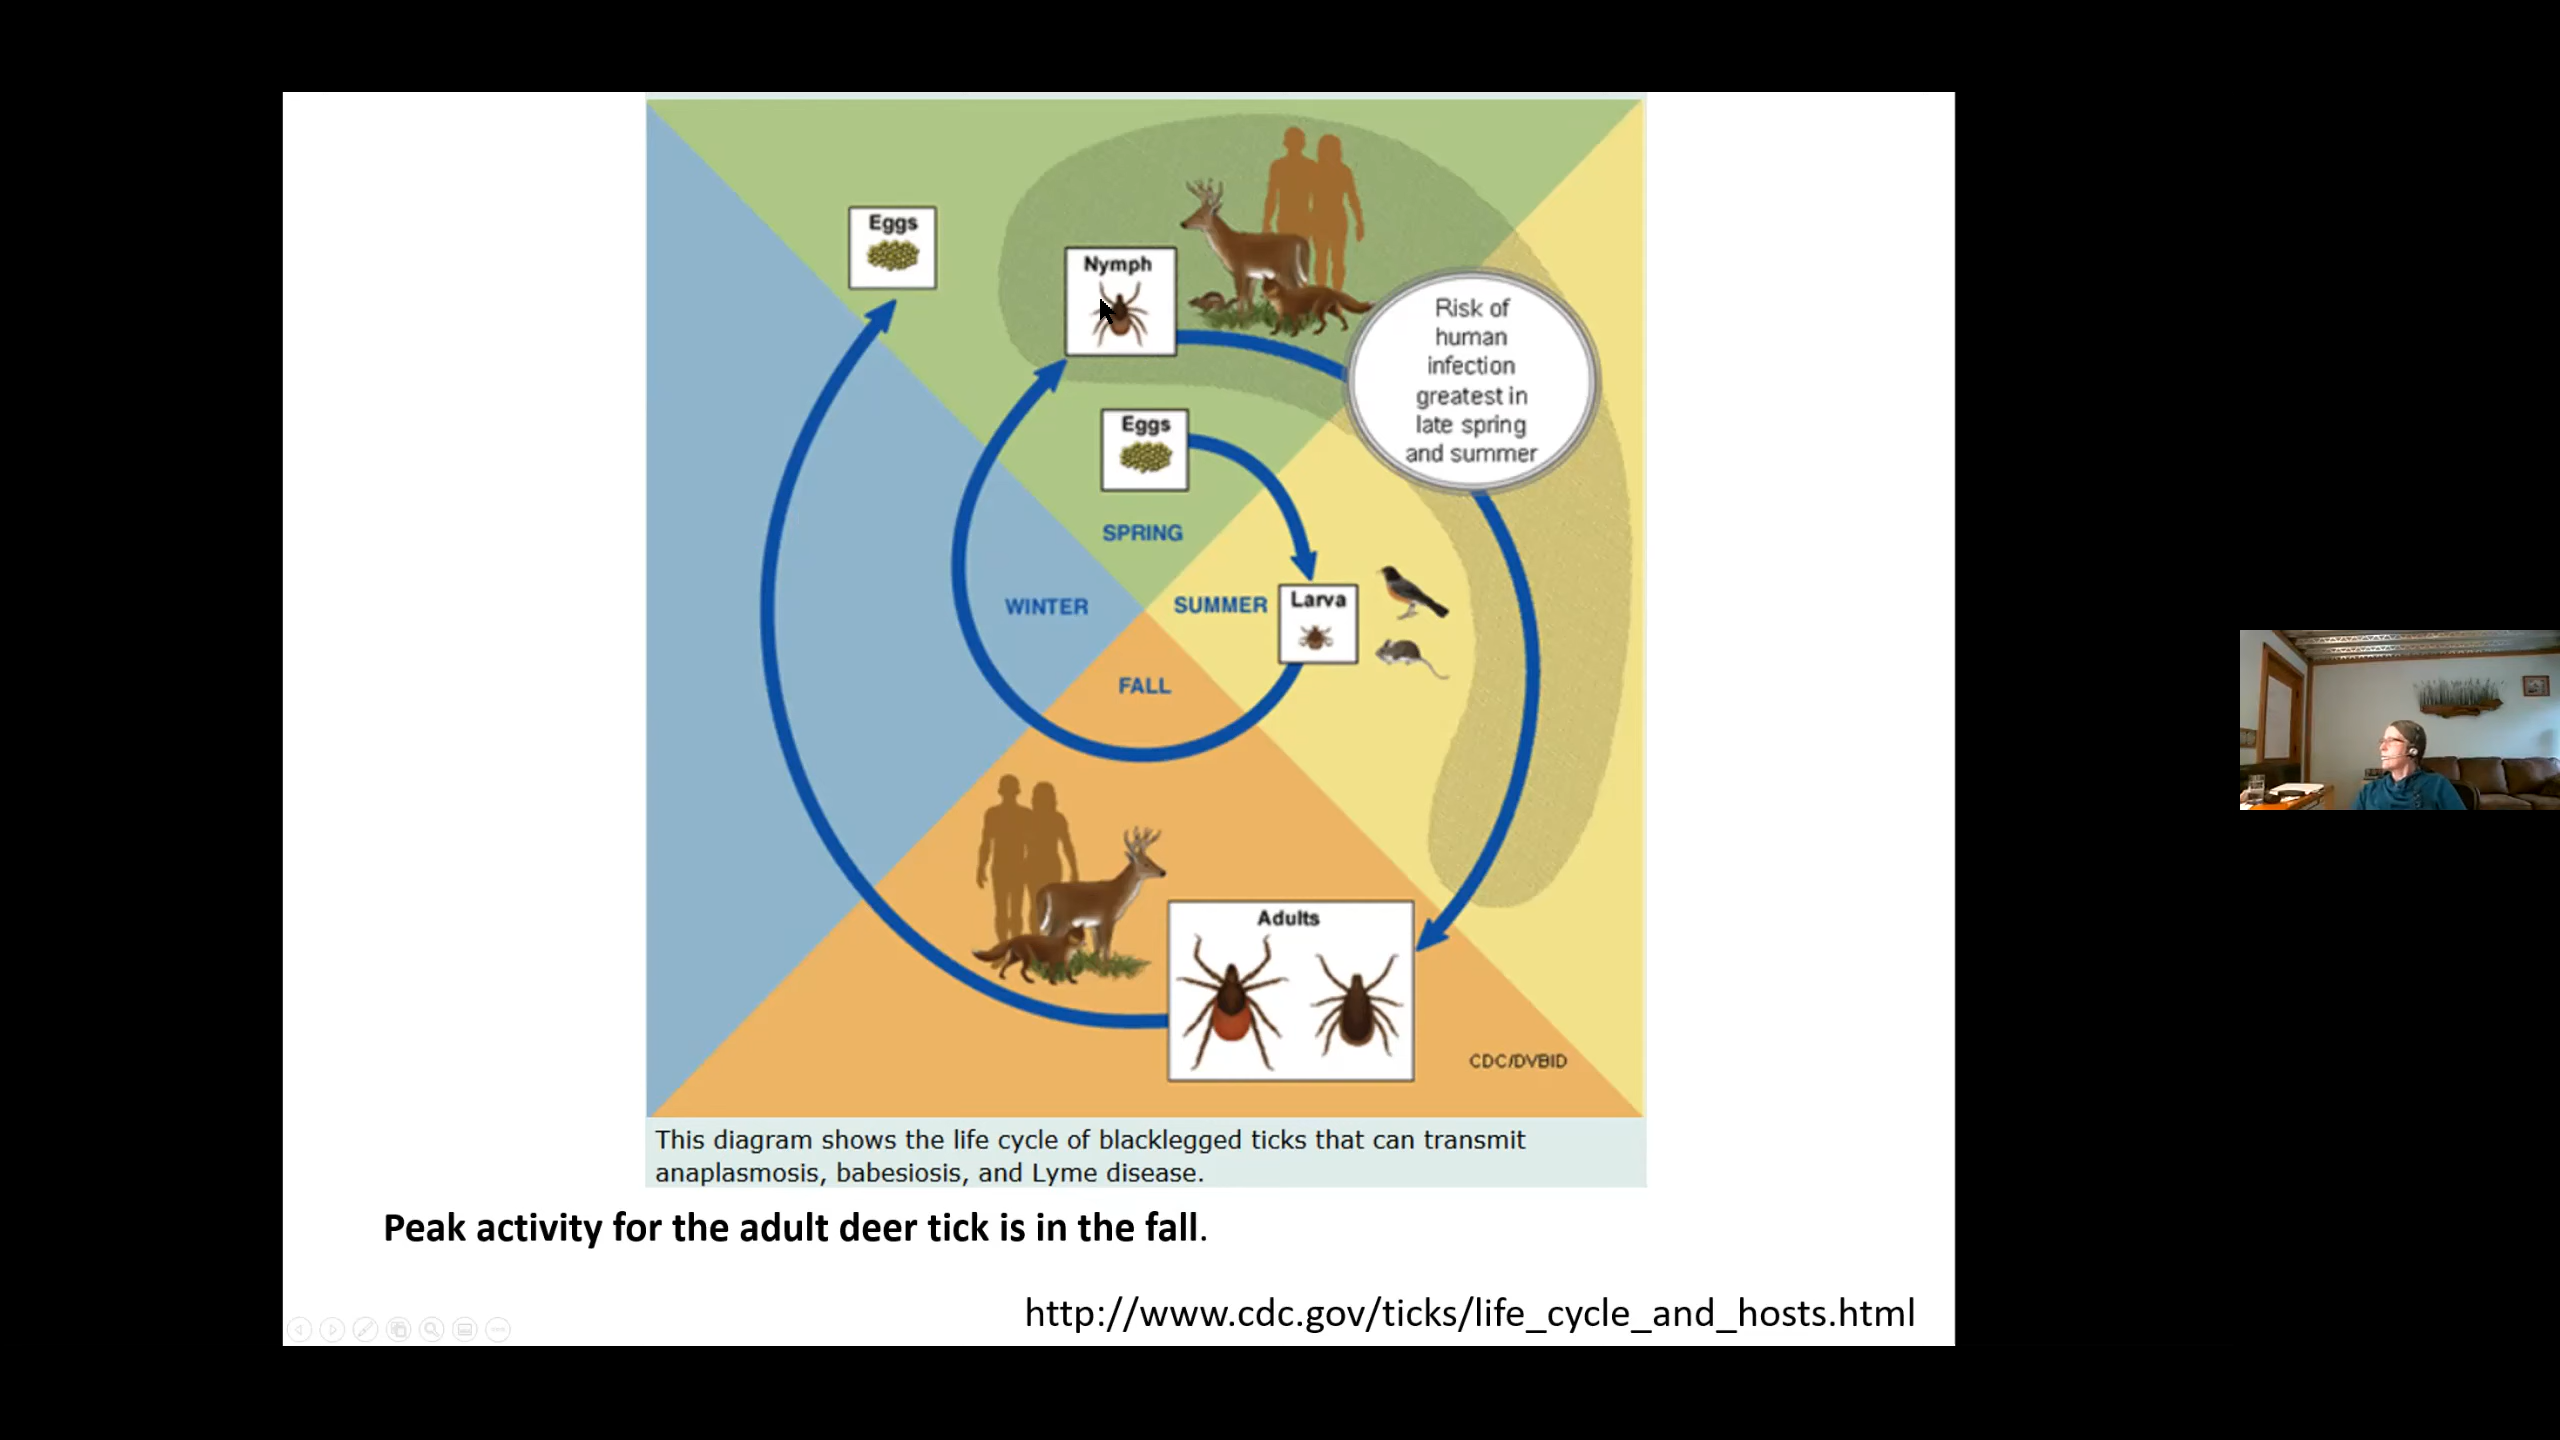 Eggs
Nymph
Risk of
human
infection
greatest in
late spring
and summer
Eggs
SPRING
WINTER
SUMMER
Larva
FALL
Adults
CDC/DVBID
This diagram shows the life cycle of blacklegged ticks that can transmit
anaplasmosis, babesiosis, and Lyme disease.
Peak activity for the adult deer tick is in the fall.
http://www.cdc.gov/ticks/life_cycle_and_hosts.html